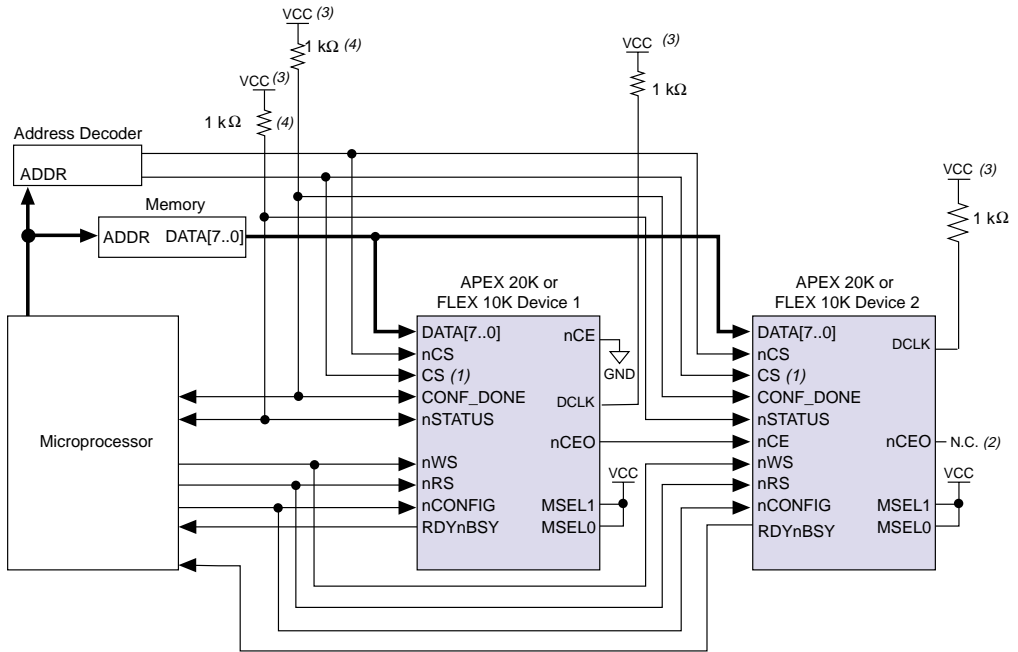 VCC (3)
1 kΩ (4)
VCC (3)
1 kΩ
VCC (3)
1 kΩ (4)
Address Decoder
ADDR
VCC (3)
1 kΩ
Memory
ADDR DATA[7..0]
APEX 20K or
FLEX 10K Device 1
APEX 20K or
FLEX 10K Device 2
Microprocessor
DATA[7..0]
nCS
CS (1)
CONF_DONE
nSTATUS
nWS
nRS
nCONFIG
RDYnBSY
nCE
GND
DCLK
nCEO
VCC
MSEL1
MSEL0
DATA[7..0]
nCS
CS (1)
CONF_DONE
nSTATUS
nCE
nWS
nRS
nCONFIG
RDYnBSY
DCLK
nCEO
N.C. (2)
VCC
MSEL1
MSEL0